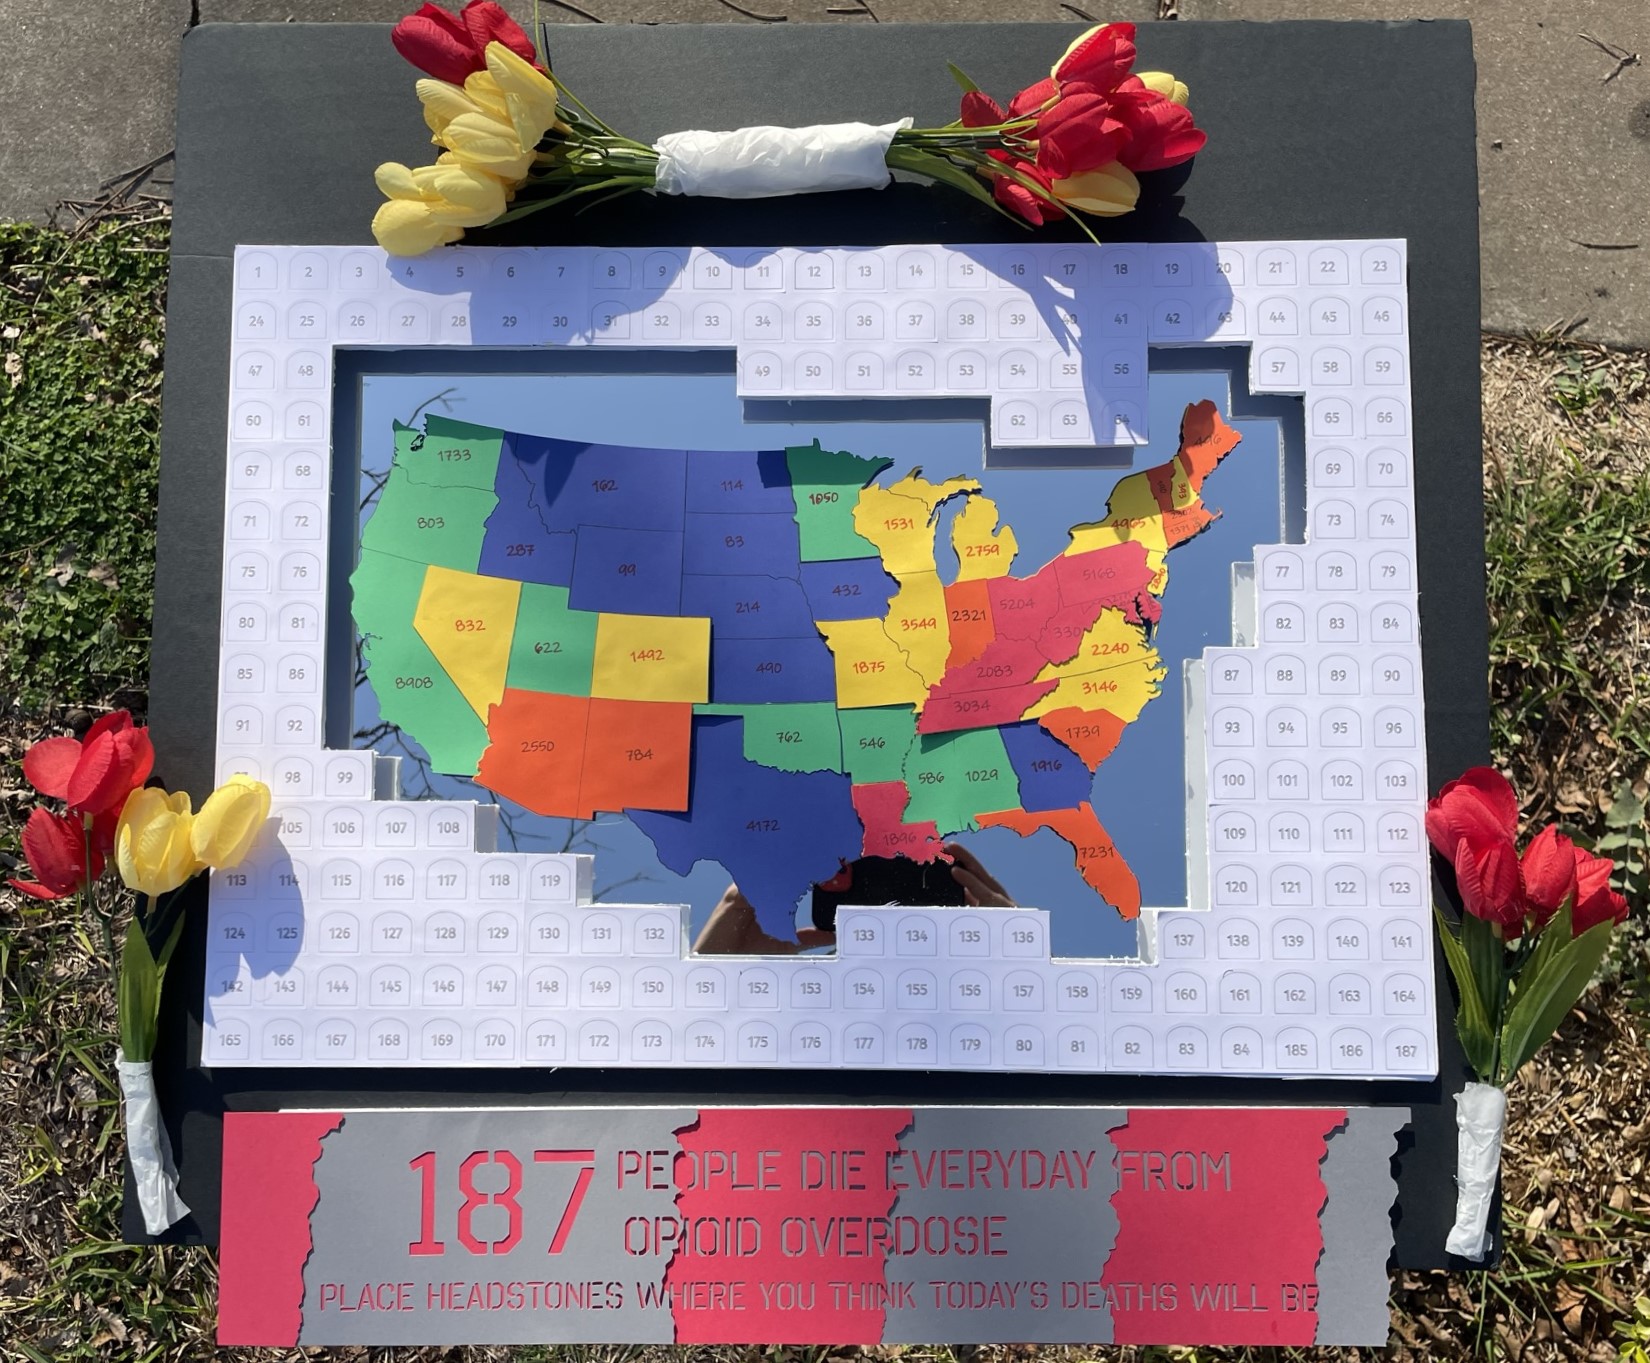 1 2 3 4 5 6 7 8 9 10 11 12 13 14 15 16 17 18 19 20 21 22 23
24 25 26 27 28 29 30 31 32 33 34 35 36 37 38 39 40 41 42 43 44 45 46
47 48 49 50 51 52 53 54 55 56 57 58 59
60 61 62 63 64 65 66
67 68 69 70
71 72 73 74
75 76 77 78 79
80 81 82 83 84
85 86 87 88 89 90
91 92 93 94 95 96
98 99 100 101 102 103
105 106 107 108 109 110 111 112
113 114 115 116 117 118 119 120 121 122 123
124 125 126 127 128 129 130 131 132 133 134 135 136 137 138 139 140 141
142 143 144 145 146 147 148 149 150 151 152 153 154 155 156 157 158 159 160 161 162 163 164
165 166 167 168 169 170 171 172 173 174 175 176 177 178 179 80 81 82 83 84 185 186 187
1733
162
114
1050
803
1531
4965
287
83
2759
99
432
5168
214
5204
2321
832
622
1492
3549
2240
490
1875
2083
3146
8908
3034
2550
784
762
546
1739
586
1029
1916
4172
1896
7231
187 PEOPLE DIE EVERYDAY FROM
OPIOID OVERDOSE
PLACE HEADSTONES WHERE YOU THINK TODAY'S DEATHS WILL BE